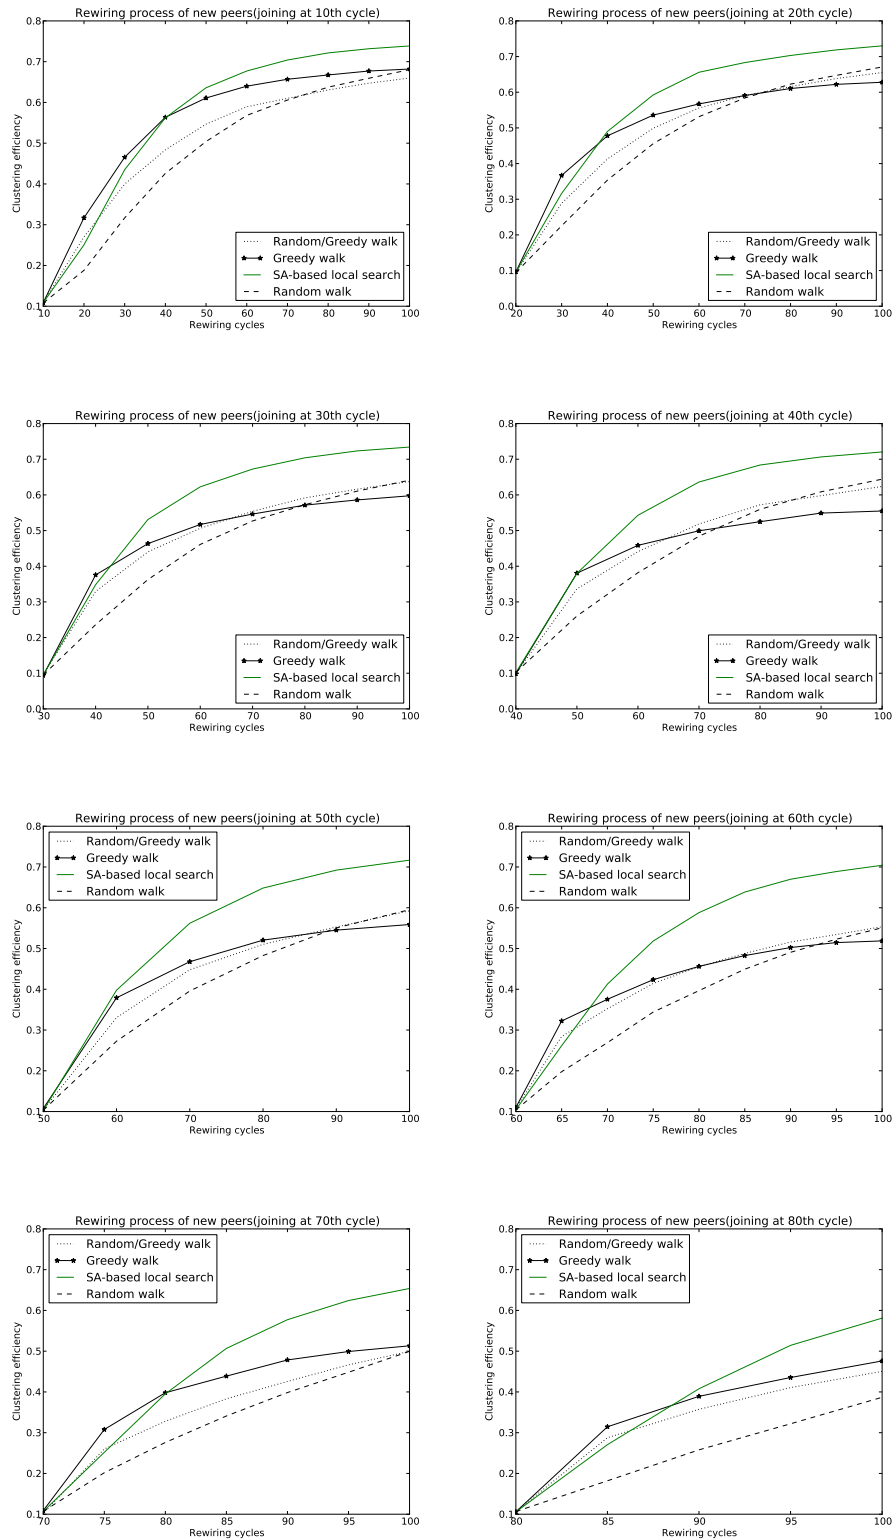 Rewiring process of new peers(joining at 10th cycle)
0.8
0.7
0.6
0.5
0.4
0.3
0.2
0.1
Clustering efficiency
Random/Greedy walk
Greedy walk
SA-based local search
Random walk
10 20 30 40 50 60 70 80 90 100
Rewiring cycles
Rewiring process of new peers(joining at 20th cycle)
0.8
0.7
0.6
0.5
0.4
0.3
0.2
0.1
0.0
Clustering efficiency
Random/Greedy walk
Greedy walk
SA-based local search
Random walk
20 30 40 50 60 70 80 90 100
Rewiring cycles
Rewiring process of new peers(joining at 30th cycle)
0.8
0.7
0.6
0.5
0.4
0.3
0.2
0.1
0.0
Clustering efficiency
Random/Greedy walk
Greedy walk
SA-based local search
Random walk
30 40 50 60 70 80 90 100
Rewiring cycles
Rewiring process of new peers(joining at 40th cycle)
0.8
0.7
0.6
0.5
0.4
0.3
0.2
0.1
0.0
Clustering efficiency
Random/Greedy walk
Greedy walk
SA-based local search
Random walk
40 50 60 70 80 90 100
Rewiring cycles
Rewiring process of new peers(joining at 50th cycle)
0.8
0.7
0.6
0.5
0.4
0.3
0.2
0.1
Clustering efficiency
Random/Greedy walk
Greedy walk
SA-based local search
Random walk
50 60 70 80 90 100
Rewiring cycles
Rewiring process of new peers(joining at 60th cycle)
0.8
0.7
0.6
0.5
0.4
0.3
0.2
0.1
Clustering efficiency
Random/Greedy walk
Greedy walk
SA-based local search
Random walk
60 65 70 75 80 85 90 95 100
Rewiring cycles
Rewiring process of new peers(joining at 70th cycle)
0.8
0.7
0.6
0.5
0.4
0.3
0.2
0.1
Clustering efficiency
Random/Greedy walk
Greedy walk
SA-based local search
Random walk
70 75 80 85 90 95 100
Rewiring cycles
Rewiring process of new peers(joining at 80th cycle)
0.8
0.7
0.6
0.5
0.4
0.3
0.2
0.1
Clustering efficiency
Random/Greedy walk
Greedy walk
SA-based local search
Random walk
80 85 90 95 100
Rewiring cycles